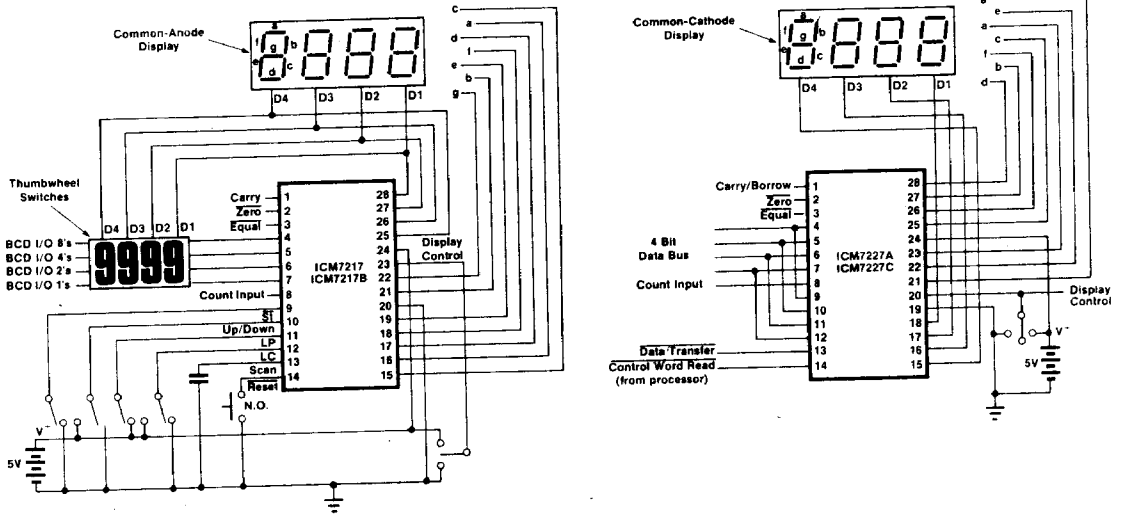 Common-Anode
Display
a
f
b
g
e
c
d
D4
D3
D2
D1
c
a
d
f
e
b
g
Thumbwheel
Switches
D4 D3 D2 D1
9999
BCD I/O 8's
BCD I/O 4's
BCD I/O 2's
BCD I/O 1's
Carry
Zero
Equal
Count Input
SI
Up/Down
LP
LC
Scan
Reset
N.O.
1
2
3
4
5
6
7
8
9
10
11
12
13
14
ICM7217
ICM7217B
28
27
26
25
24
23
22
21
20
19
18
17
16
15
Display
Control
5V
Common-Cathode
Display
a
f
b
g
e
c
d
D4
D3
D2
D1
e
a
c
f
b
d
Carry/Borrow
Zero
Equal
4 Bit
Data Bus
Count Input
Data Transfer
Control Word Read
(from processor)
1
2
3
4
5
6
7
8
9
10
11
12
13
14
ICM7227A
ICM7227C
28
27
26
25
24
23
22
21
20
19
18
17
16
15
Display
Control
5V